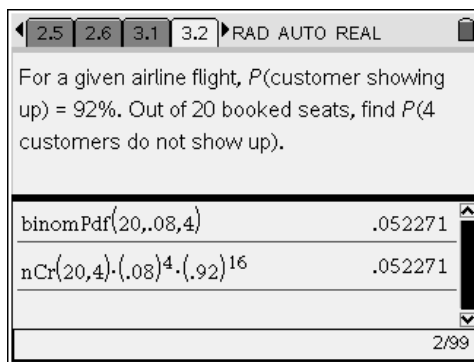 2.5 2.6 3.1 3.2 RAD AUTO REAL
For a given airline flight, P(customer showing
up) = 92%. Out of 20 booked seats, find P(4
customers do not show up).
binomPdf(20,.08,4) .052271
nCr(20,4)·(.08)⁴·(.92)¹⁶ .052271
2/99